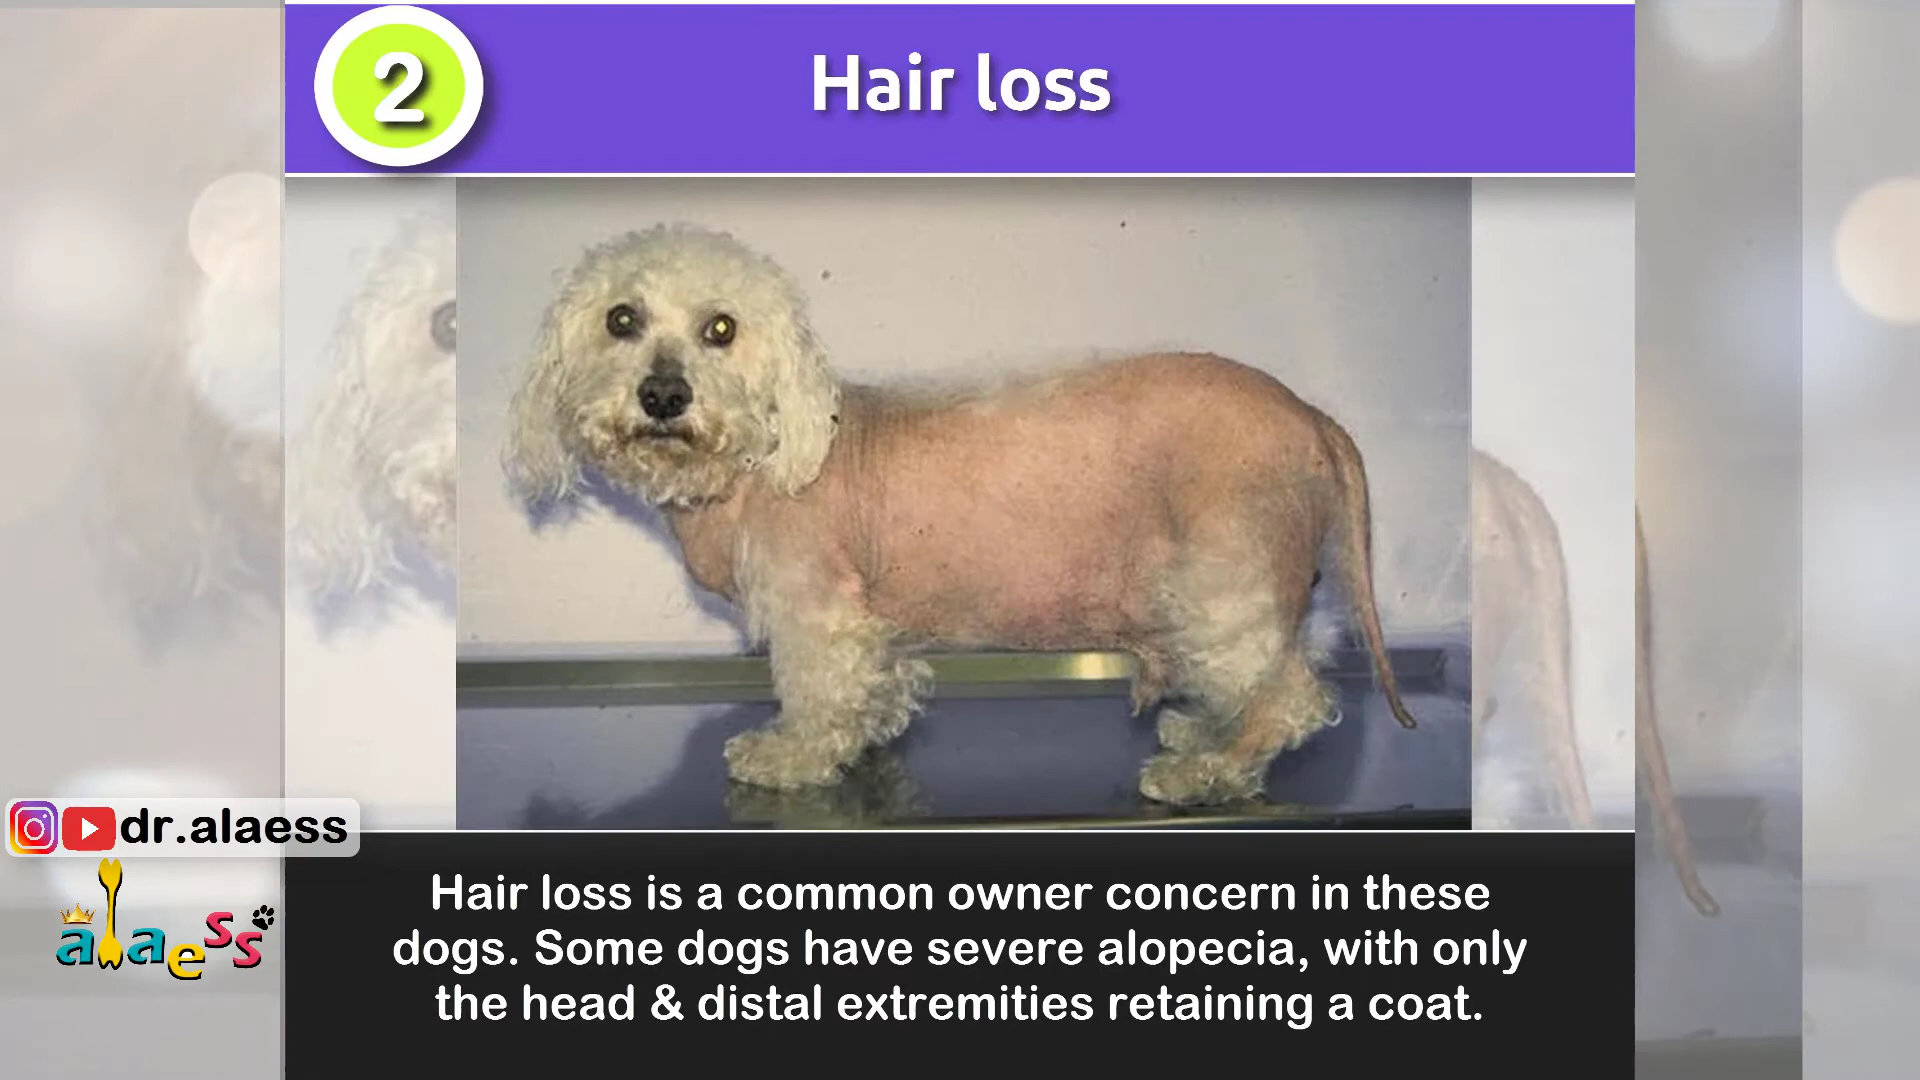 2
Hair loss
dr.alaess
alaess
Hair loss is a common owner concern in these
dogs. Some dogs have severe alopecia, with only
the head & distal extremities retaining a coat.